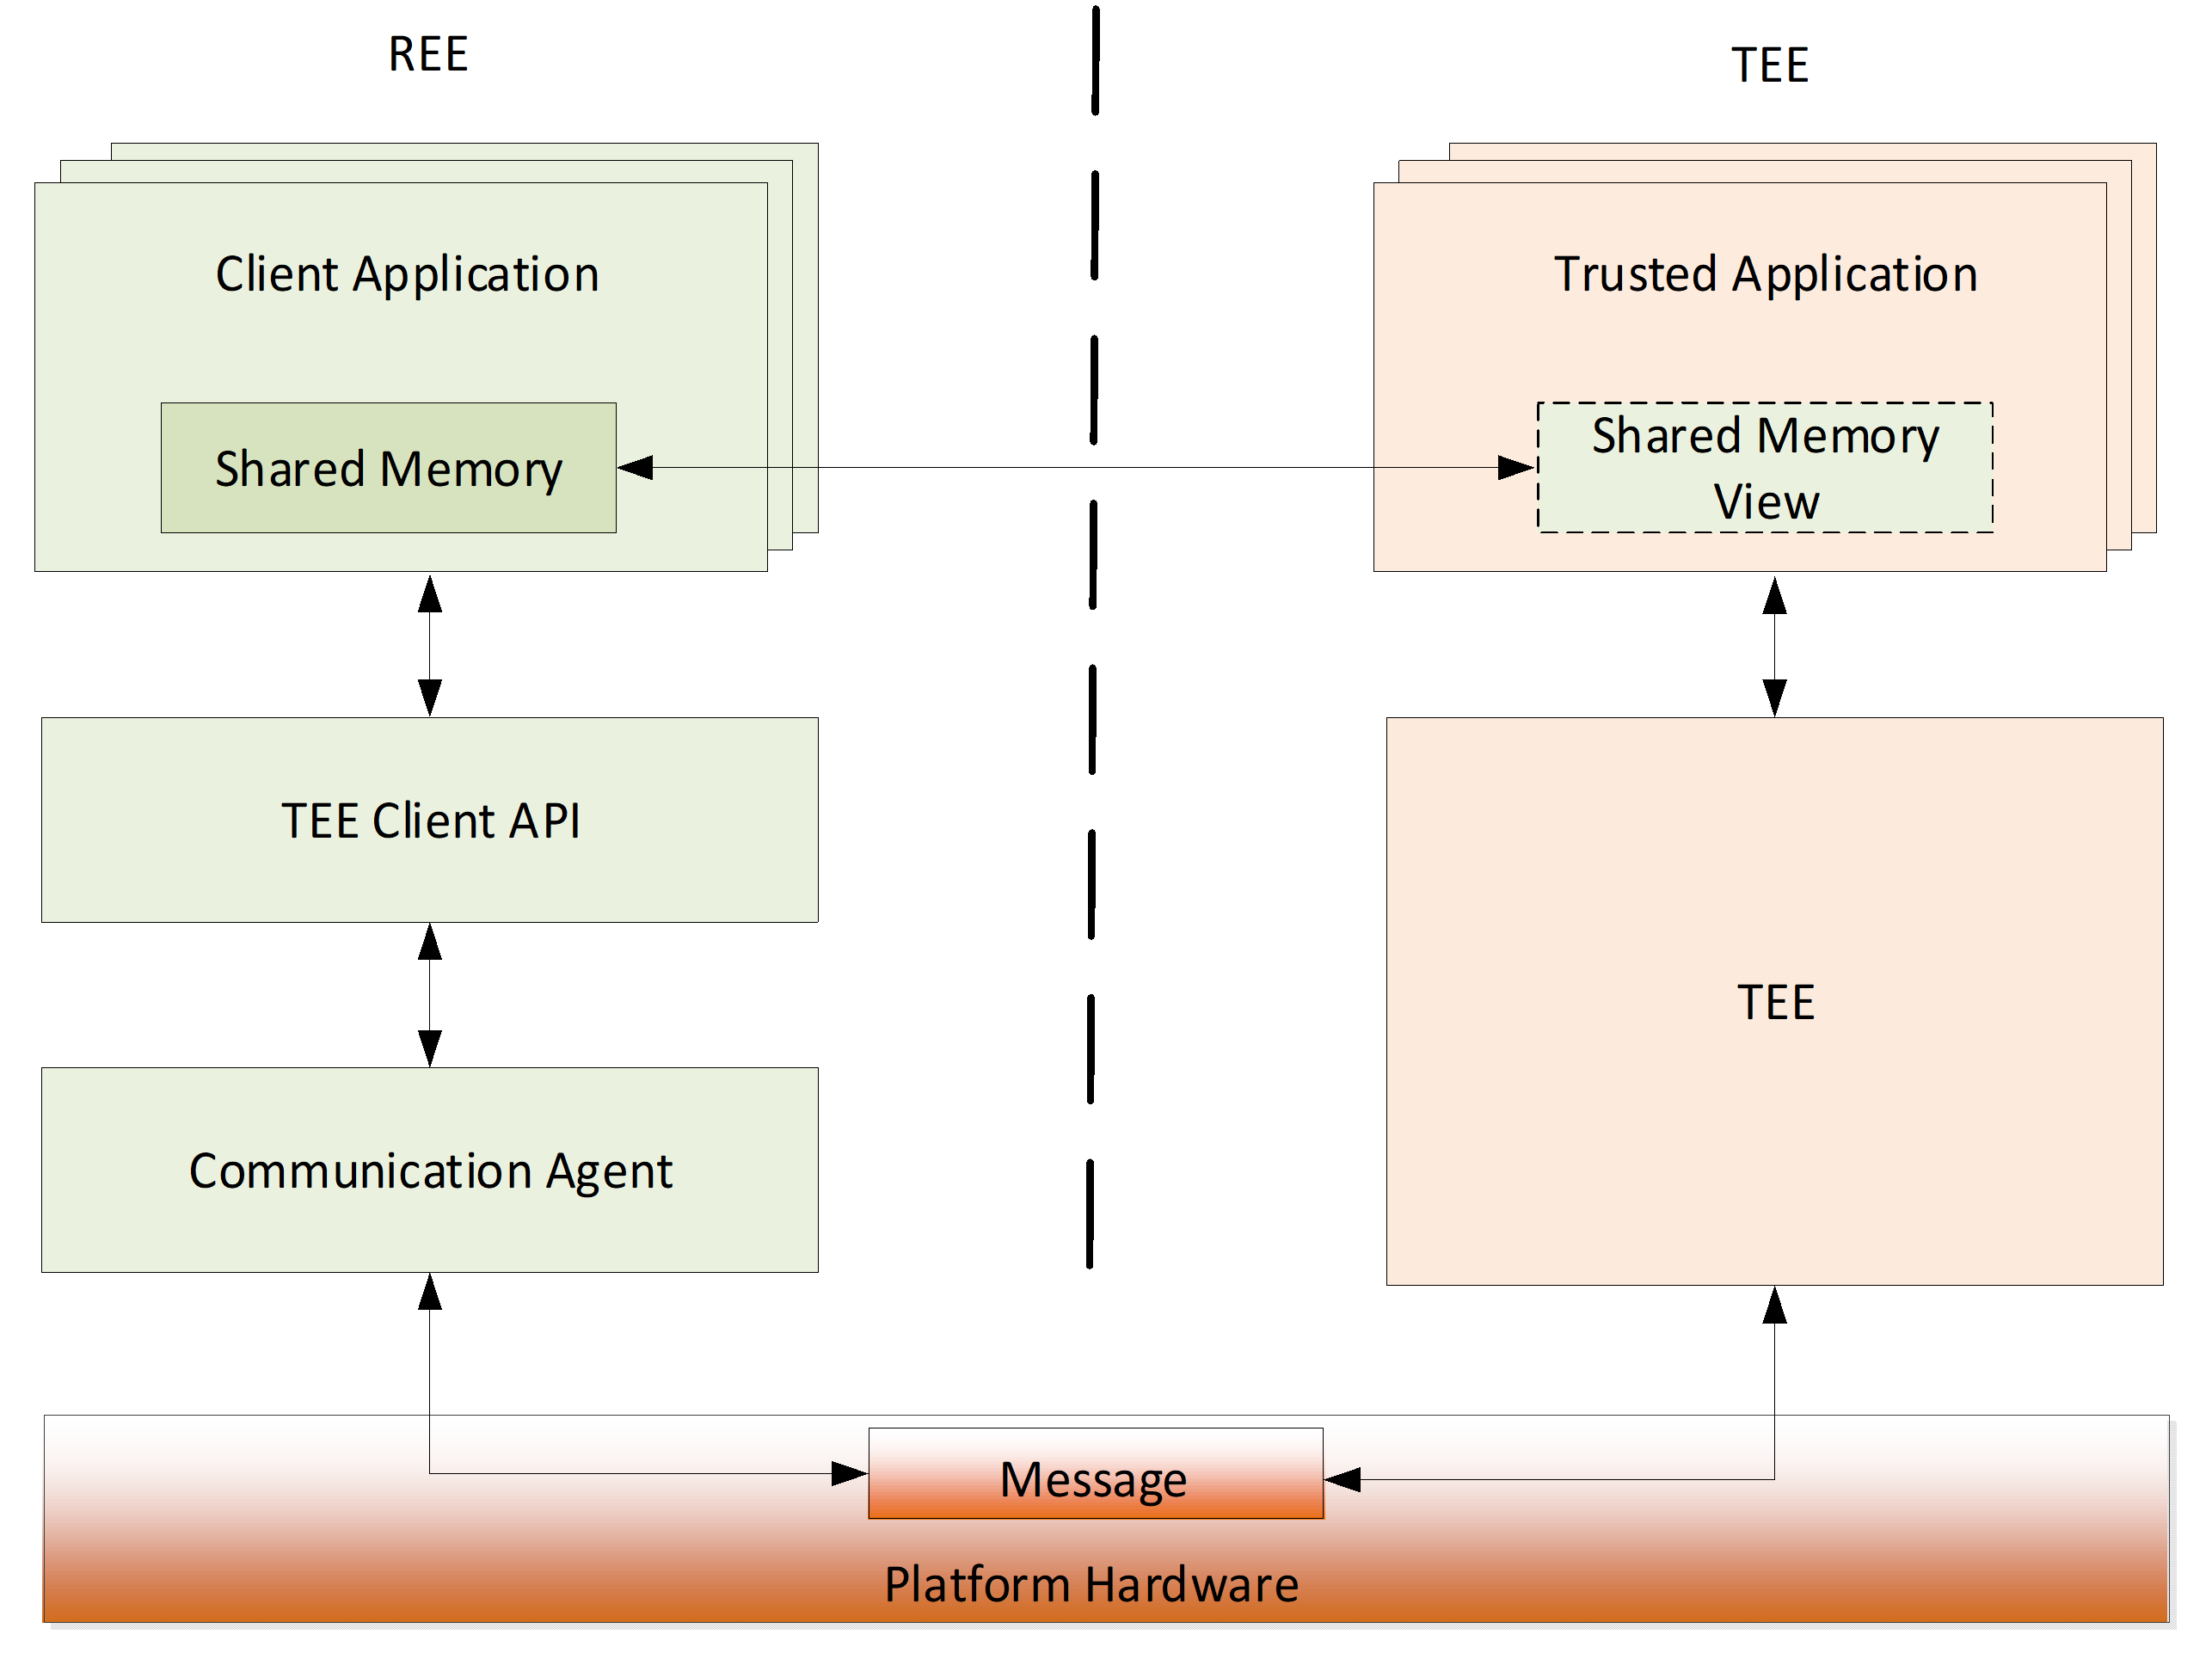 REE
TEE
Client Application
Shared Memory
Trusted Application
Shared Memory
View
TEE Client API
TEE
Communication Agent
Message
Platform Hardware